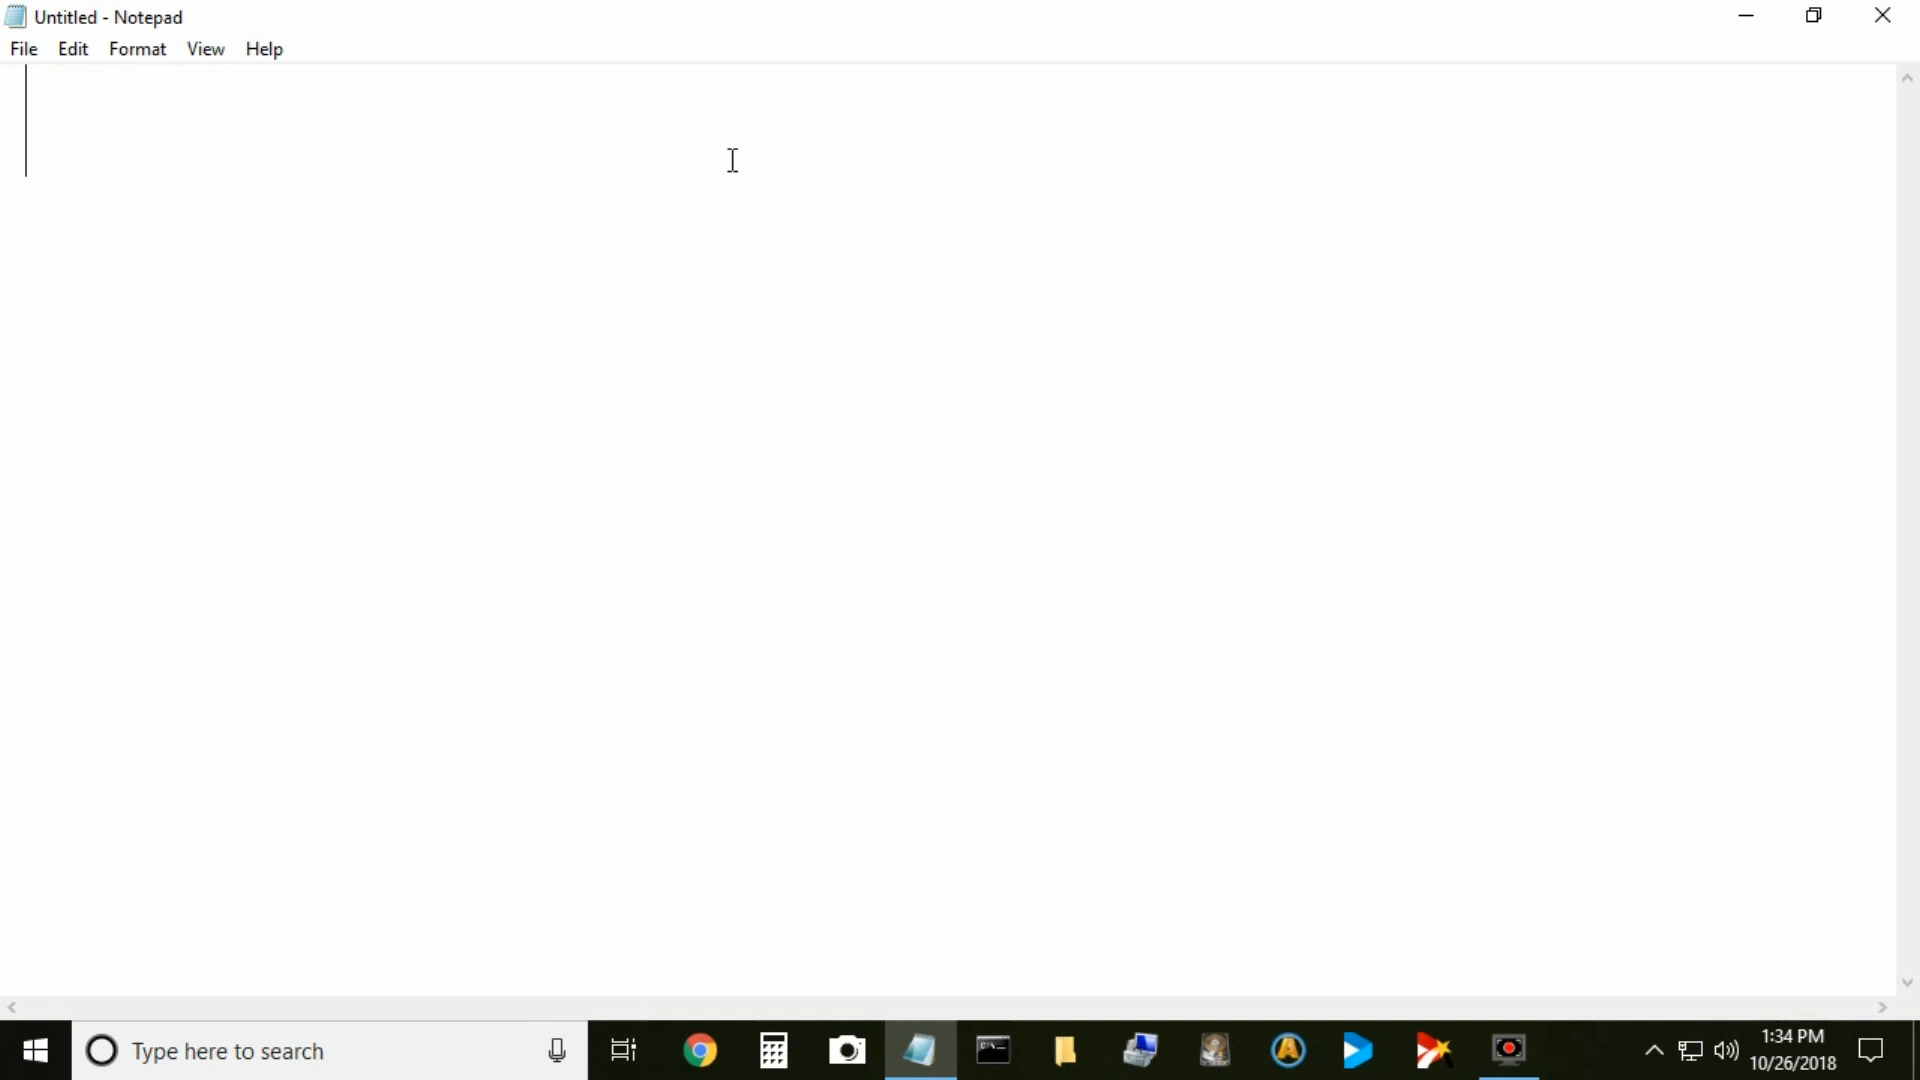 Untitled - Notepad
File Edit Format View Help
Type here to search
1:34 PM
10/26/2018